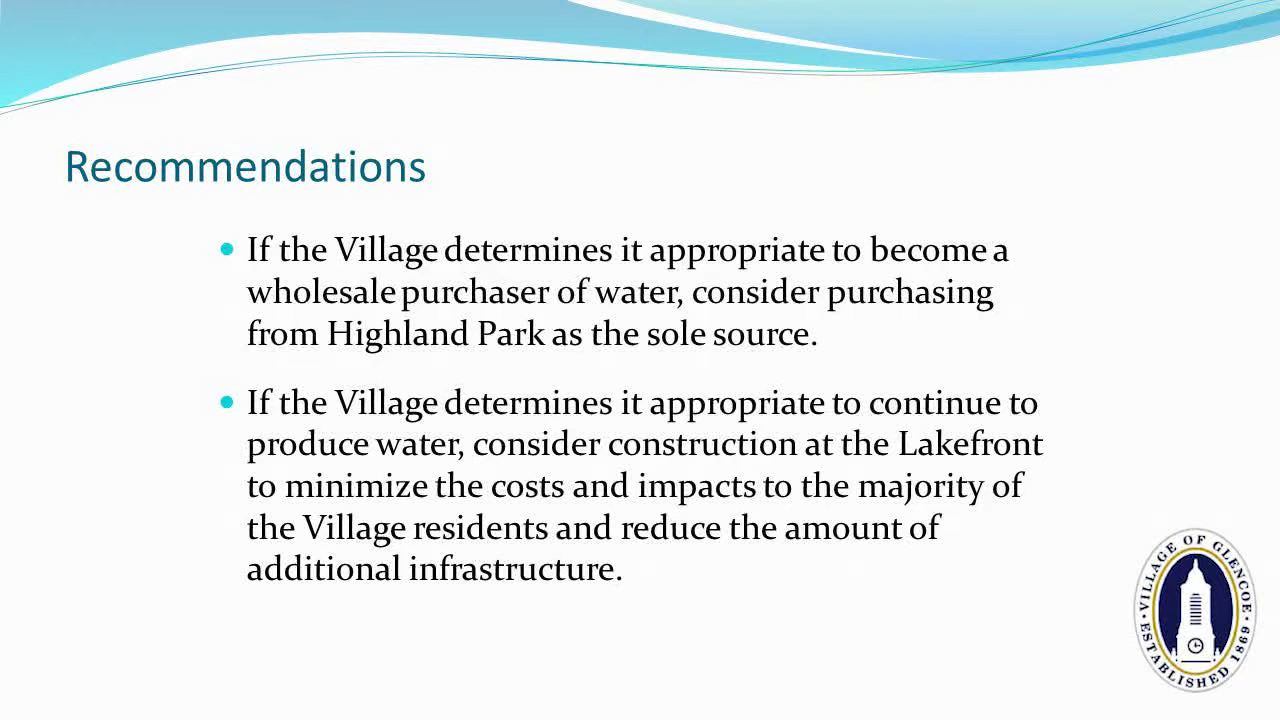 Recommendations
If the Village determines it appropriate to become a
wholesale purchaser of water, consider purchasing
from Highland Park as the sole source.
If the Village determines it appropriate to continue to
produce water, consider construction at the Lakefront
to minimize the costs and impacts to the majority of
the Village residents and reduce the amount of
additional infrastructure.
VILLAGE OF GLENCOE
ESTABLISHED 1869